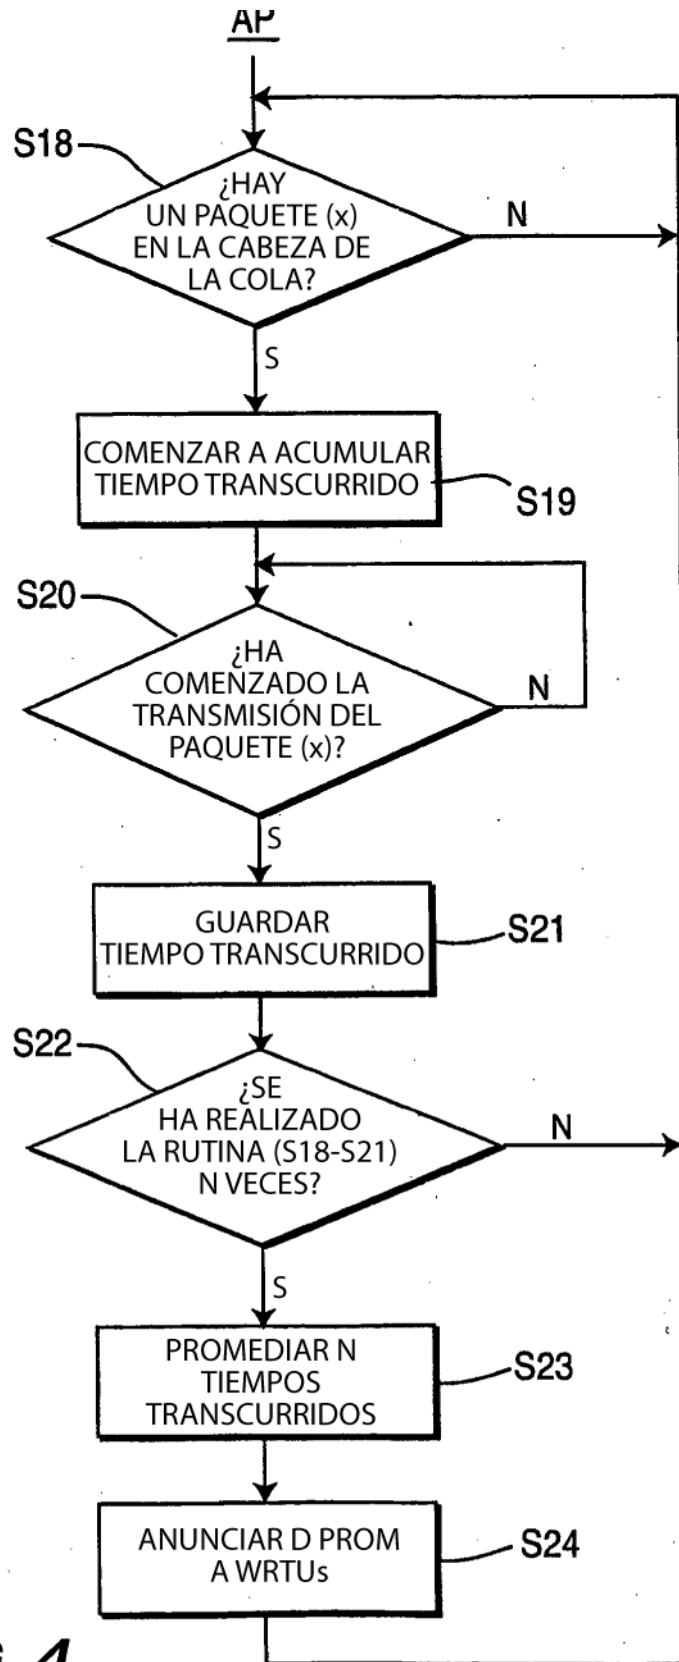 AP
S18
¿HAY
UN PAQUETE (x)
EN LA CABEZA DE
LA COLA?
N
S
COMENZAR A ACUMULAR
TIEMPO TRANSCURRIDO
S19
S20
¿HA
COMENZADO LA
TRANSMISIÓN DEL
PAQUETE (x)?
N
S
GUARDAR
TIEMPO TRANSCURRIDO
S21
S22
¿SE
HA REALIZADO
LA RUTINA (S18-S21)
N VECES?
N
S
PROMEDIAR N
TIEMPOS
TRANSCURRIDOS
S23
ANUNCIAR D PROM
A WRTUs
S24
4